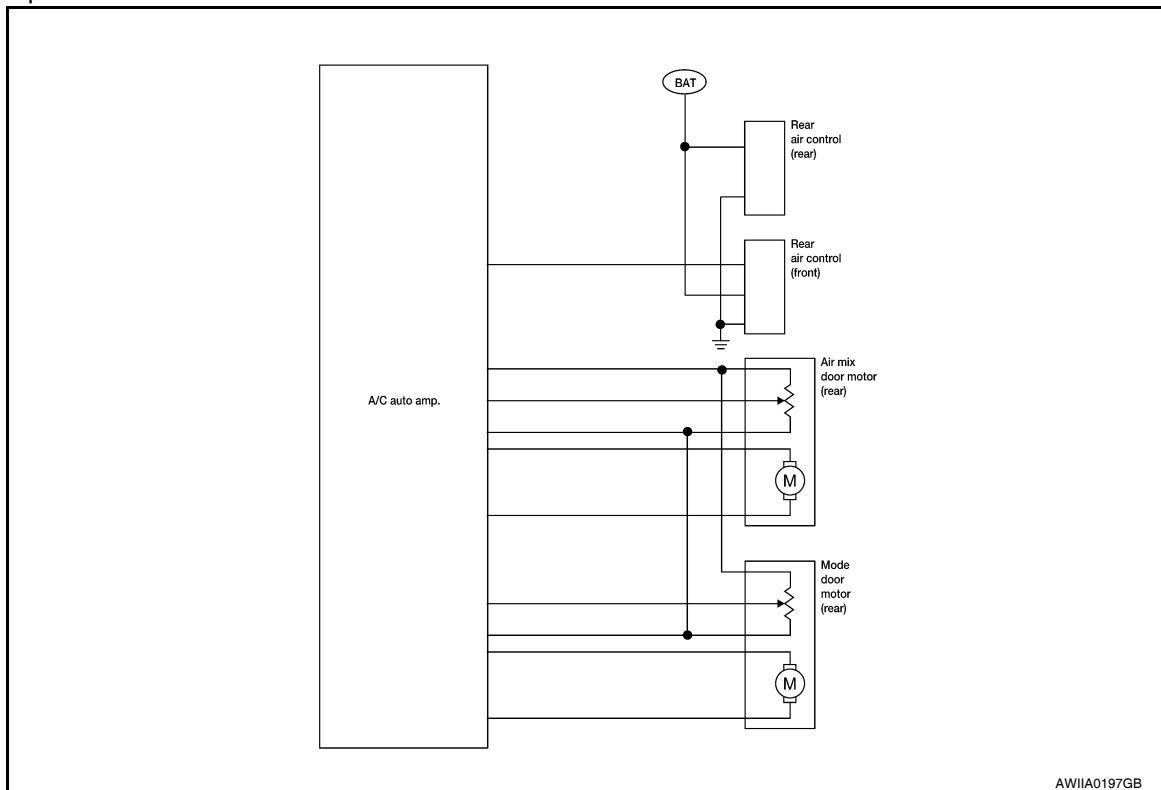 BAT
Rear
air control
(rear)
Rear
air control
(front)
Air mix
door motor
(rear)
A/C auto amp.
M
Mode
door
motor
(rear)
M
AWIIA0197GB